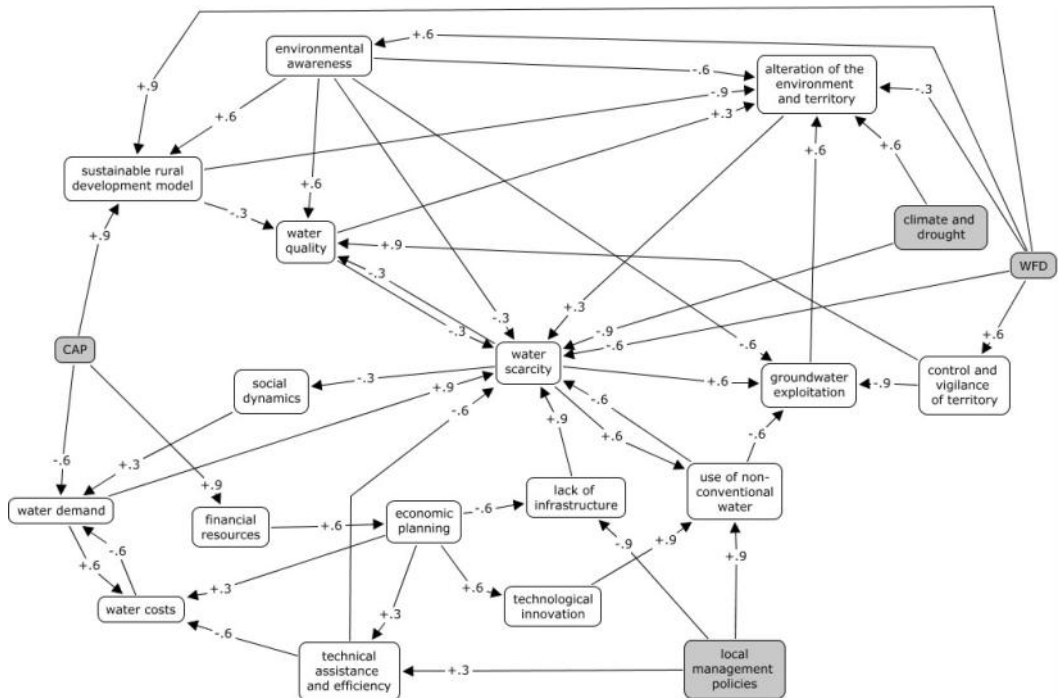 +.6
environmental
awareness
-.6
alteration of the
environment
and territory
+.9
-.9
-.3
+.6
+.3
+.6
sustainable rural
development model
+.6
+.6
-.3
climate and
drought
water
quality
+.9
+.9
WFD
-.3
-.3
+.3
-.3
-.9
-.6
+.6
CAP
water
scarcity
-.6
social
dynamics
-.3
+.9
+.6
groundwater
exploitation
-.9
control and
vigilance
of territory
-.6
-.6
+.9
+.6
-.6
-.6
+.3
+.9
water demand
financial
resources
+.6
economic
planning
-.6
lack of
infrastructure
use of non-
conventional
water
-.6
+.6
-.9
+.9
+.9
+.3
+.6
water costs
technological
innovation
+.3
-.6
technical
assistance
and efficiency
+.3
local
management
policies